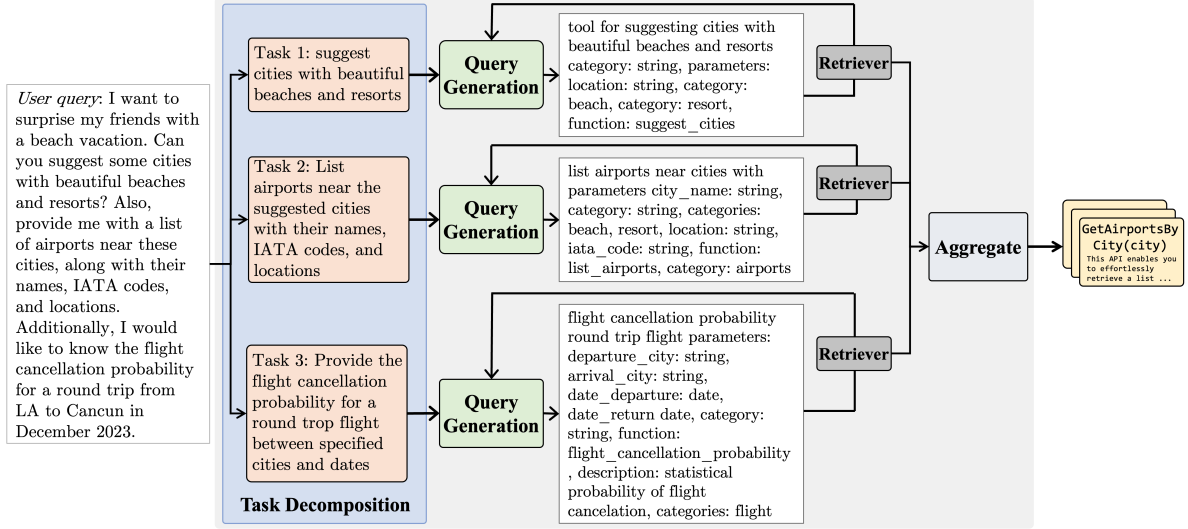 User query: I want to
surprise my friends with
a beach vacation. Can
you suggest some cities
with beautiful beaches
and resorts? Also,
provide me with a list
of airports near these
cities, along with their
names, IATA codes,
and locations.
Additionally, I would
like to know the flight
cancellation probability
for a round trip from
LA to Cancun in
December 2023.
Task 1: suggest
cities with beautiful
beaches and resorts
Task 2: List
airports near the
suggested cities
with their names,
IATA codes, and
locations
Task 3: Provide the
flight cancellation
probability for a
round trop flight
between specified
cities and dates
Task Decomposition
Query
Generation
tool for suggesting cities with
beautiful beaches and resorts
category: string, parameters:
location: string, category:
beach, category: resort,
function: suggest_cities
Retriever
Query
Generation
list airports near cities with
parameters city_name: string,
category: string, categories:
beach, resort, location: string,
iata_code: string, function:
list_airports, category: airports
Retriever
Query
Generation
flight cancellation probability
round trip flight parameters:
departure_city: string,
arrival_city: string,
date_departure: date,
date_return date, category:
string, function:
flight_cancellation_probability
, description: statistical
probability of flight
cancelation, categories: flight
Retriever
Aggregate
GetAirportsBy
City(city)
This API enables you
to effortlessly
retrieve a list ...